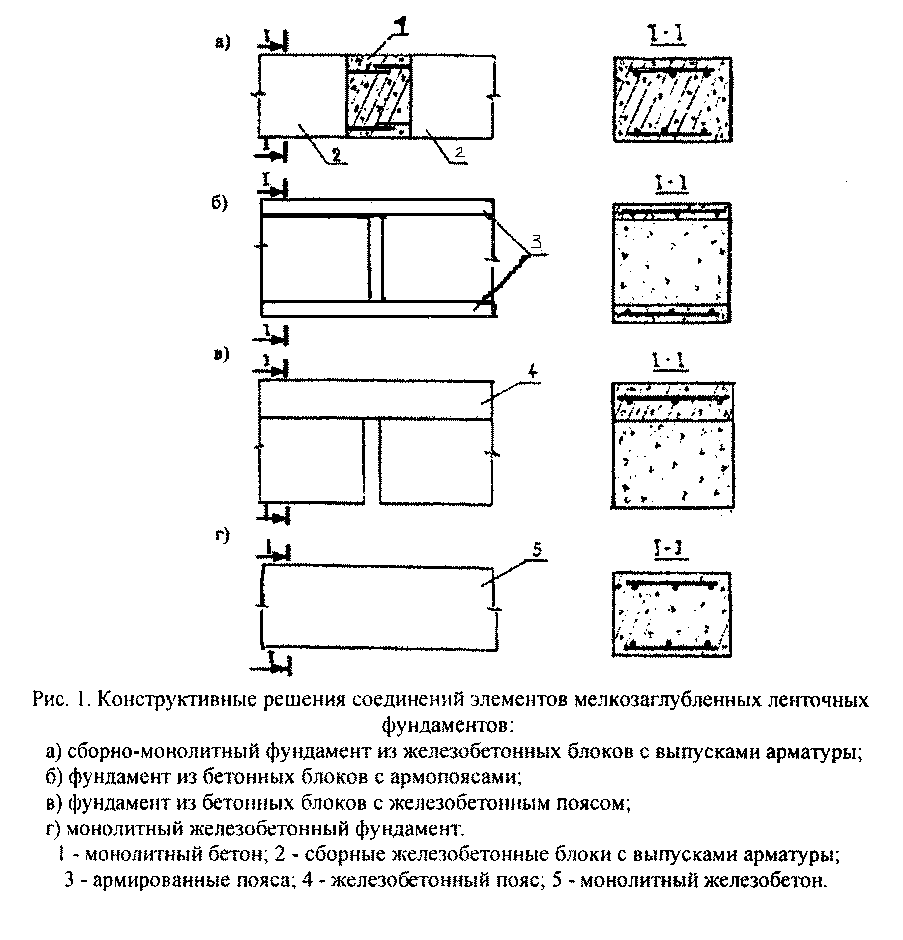 а) I 1 I-I
2 2
I
I
б) I-I
3
I
I
в) 4 I-I
I
г) I 5 I-I
I
Рис. 1. Конструктивные решения соединений элементов мелкозаглубленных ленточных
фундаментов:
а) сборно-монолитный фундамент из железобетонных блоков с выпусками арматуры;
б) фундамент из бетонных блоков с армопоясами;
в) фундамент из бетонных блоков с железобетонным поясом;
г) монолитный железобетонный фундамент.
1 - монолитный бетон; 2 - сборные железобетонные блоки с выпусками арматуры;
3 - армированные пояса; 4 - железобетонный пояс; 5 - монолитный железобетон.